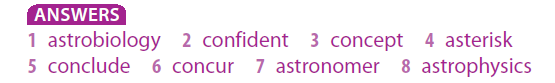 ANSWERS
1 astrobiology 2 confident 3 concept 4 asterisk
5 conclude 6 concur 7 astronomer 8 astrophysics